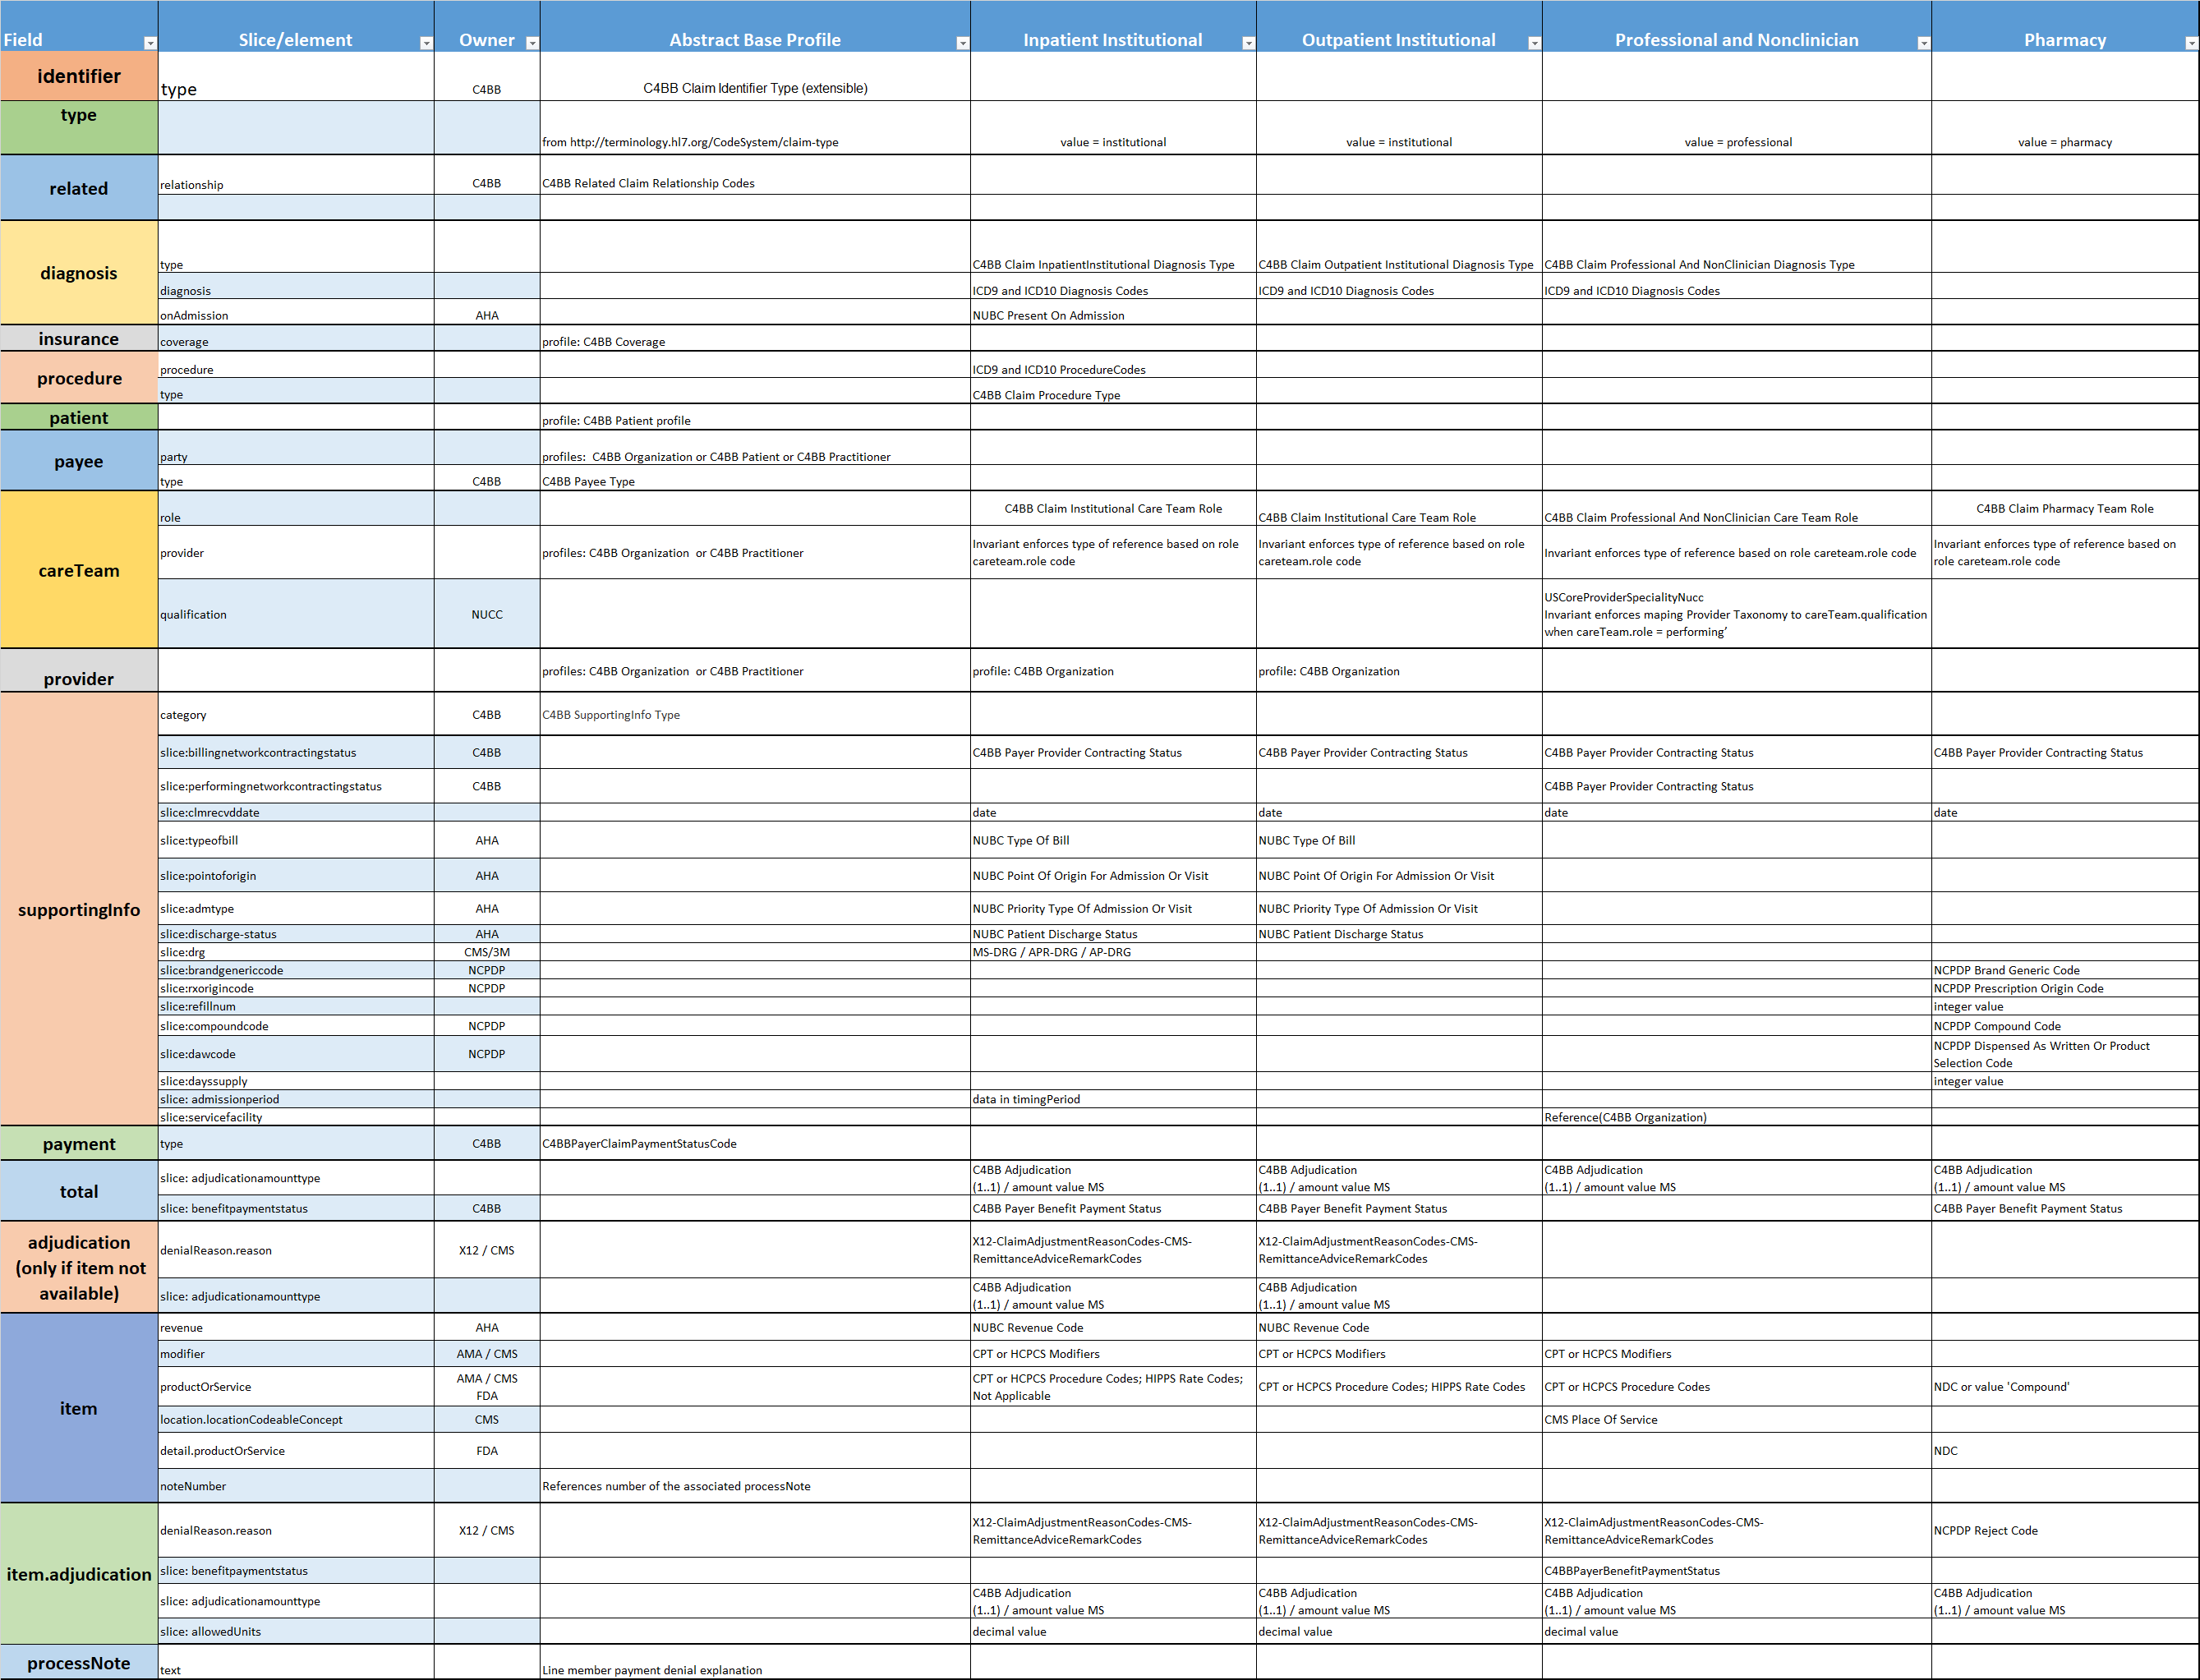 Field Slice/element Owner Abstract Base Profile Inpatient Institutional Outpatient Institutional Professional and Nonclinician Pharmacy
identifier type C4BB C4BB Claim Identifier Type (extensible)
type from http://terminology.hl7.org/CodeSystem/claim-type value = institutional value = institutional value = professional value = pharmacy
related relationship C4BB C4BB Related Claim Relationship Codes
diagnosis
type C4BB Claim InpatientInstitutional Diagnosis Type C4BB Claim Outpatient Institutional Diagnosis Type C4BB Claim Professional And NonClinician Diagnosis Type
diagnosis ICD9 and ICD10 Diagnosis Codes ICD9 and ICD10 Diagnosis Codes ICD9 and ICD10 Diagnosis Codes
onAdmission AHA NUBC Present On Admission
insurance coverage profile: C4BB Coverage
procedure
procedure ICD9 and ICD10 ProcedureCodes
type C4BB Claim Procedure Type
patient profile: C4BB Patient profile
payee
party profiles:  C4BB Organization or C4BB Patient or C4BB Practitioner
type C4BB C4BB Payee Type
careTeam
role C4BB Claim Institutional Care Team Role C4BB Claim Institutional Care Team Role C4BB Claim Professional And NonClinician Care Team Role C4BB Claim Pharmacy Team Role
provider profiles: C4BB Organization  or C4BB Practitioner Invariant enforces type of reference based on role Invariant enforces type of reference based on role Invariant enforces type of reference based on role careteam.role code Invariant enforces type of reference based on
careteam.role code careteam.role code role careteam.role code
qualification NUCC USCoreProviderSpecialityNucc
Invariant enforces maping Provider Taxonomy to careTeam.qualification
when careTeam.role = performing’
provider profiles: C4BB Organization  or C4BB Practitioner profile: C4BB Organization profile: C4BB Organization
supportingInfo
category C4BB C4BB SupportingInfo Type
slice:billingnetworkcontractingstatus C4BB C4BB Payer Provider Contracting Status C4BB Payer Provider Contracting Status C4BB Payer Provider Contracting Status C4BB Payer Provider Contracting Status
slice:performingnetworkcontractingstatus C4BB C4BB Payer Provider Contracting Status
slice:clmrecvddate date date date date
slice:typeofbill AHA NUBC Type Of Bill NUBC Type Of Bill
slice:pointoforigin AHA NUBC Point Of Origin For Admission Or Visit NUBC Point Of Origin For Admission Or Visit
slice:admtype AHA NUBC Priority Type Of Admission Or Visit NUBC Priority Type Of Admission Or Visit
slice:discharge-status AHA NUBC Patient Discharge Status NUBC Patient Discharge Status
slice:drg CMS/3M MS-DRG / APR-DRG / AP-DRG
slice:brandgenericcode NCPDP NCPDP Brand Generic Code
slice:rxorigincode NCPDP NCPDP Prescription Origin Code
slice:refillnum integer value
slice:compoundcode NCPDP NCPDP Compound Code
slice:dawcode NCPDP NCPDP Dispensed As Written Or Product
Selection Code
slice:dayssupply integer value
slice: admissionperiod data in timingPeriod
slice:servicefacility Reference(C4BB Organization)
payment type C4BB C4BBPayerClaimPaymentStatusCode
total
slice: adjudicationamounttype C4BB Adjudication C4BB Adjudication C4BB Adjudication C4BB Adjudication
(1..1) / amount value MS (1..1) / amount value MS (1..1) / amount value MS (1..1) / amount value MS
slice: benefitpaymentstatus C4BB C4BB Payer Benefit Payment Status C4BB Payer Benefit Payment Status C4BB Payer Benefit Payment Status
adjudication
(only if item not
available)
denialReason.reason X12 / CMS X12-ClaimAdjustmentReasonCodes-CMS- X12-ClaimAdjustmentReasonCodes-CMS-
RemittanceAdviceRemarkCodes RemittanceAdviceRemarkCodes
slice: adjudicationamounttype C4BB Adjudication C4BB Adjudication
(1..1) / amount value MS (1..1) / amount value MS
item
revenue AHA NUBC Revenue Code NUBC Revenue Code
modifier AMA / CMS CPT or HCPCS Modifiers CPT or HCPCS Modifiers CPT or HCPCS Modifiers
productOrService AMA / CMS CPT or HCPCS Procedure Codes; HIPPS Rate Codes; CPT or HCPCS Procedure Codes; HIPPS Rate Codes CPT or HCPCS Procedure Codes NDC or value 'Compound'
FDA Not Applicable
location.locationCodeableConcept CMS CMS Place Of Service
detail.productOrService FDA NDC
noteNumber References number of the associated processNote
item.adjudication
denialReason.reason X12 / CMS X12-ClaimAdjustmentReasonCodes-CMS- X12-ClaimAdjustmentReasonCodes-CMS- X12-ClaimAdjustmentReasonCodes-CMS- NCPDP Reject Code
RemittanceAdviceRemarkCodes RemittanceAdviceRemarkCodes RemittanceAdviceRemarkCodes
slice: benefitpaymentstatus C4BBPayerBenefitPaymentStatus
slice: adjudicationamounttype C4BB Adjudication C4BB Adjudication C4BB Adjudication C4BB Adjudication
(1..1) / amount value MS (1..1) / amount value MS (1..1) / amount value MS (1..1) / amount value MS
slice: allowedUnits decimal value decimal value decimal value
processNote text Line member payment denial explanation